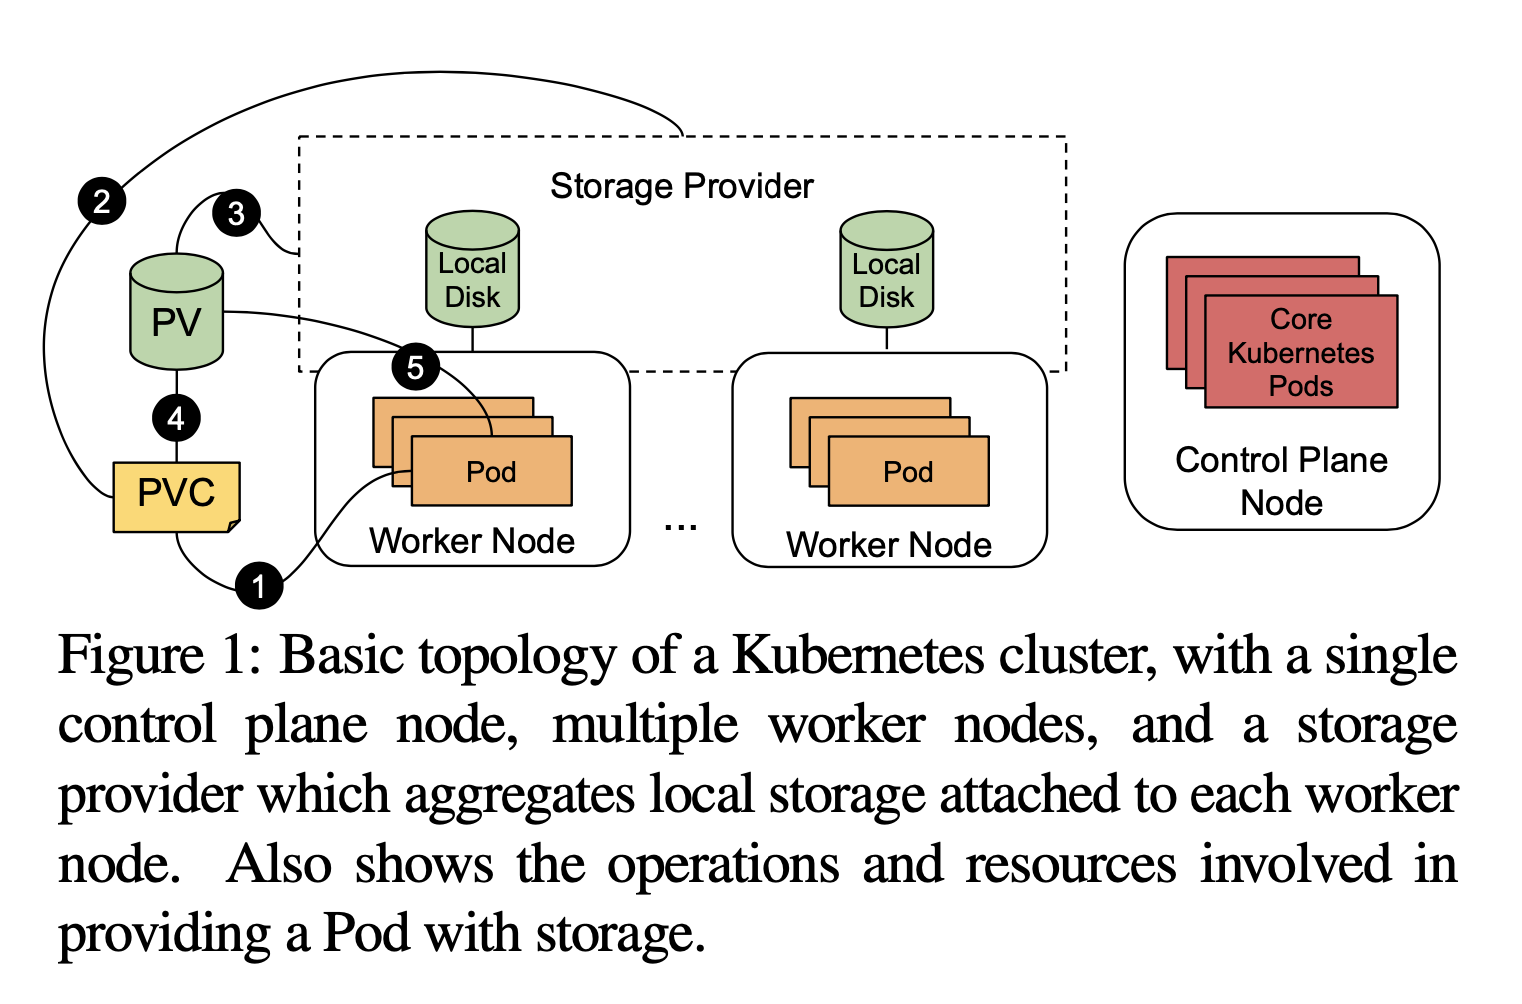 2
3
Storage Provider
Local
Disk
Local
Disk
PV
5
4
PVC
1
Pod
Worker Node
...
Pod
Worker Node
Core
Kubernetes
Pods
Control Plane
Node
Figure 1: Basic topology of a Kubernetes cluster, with a single
control plane node, multiple worker nodes, and a storage
provider which aggregates local storage attached to each worker
node. Also shows the operations and resources involved in
providing a Pod with storage.